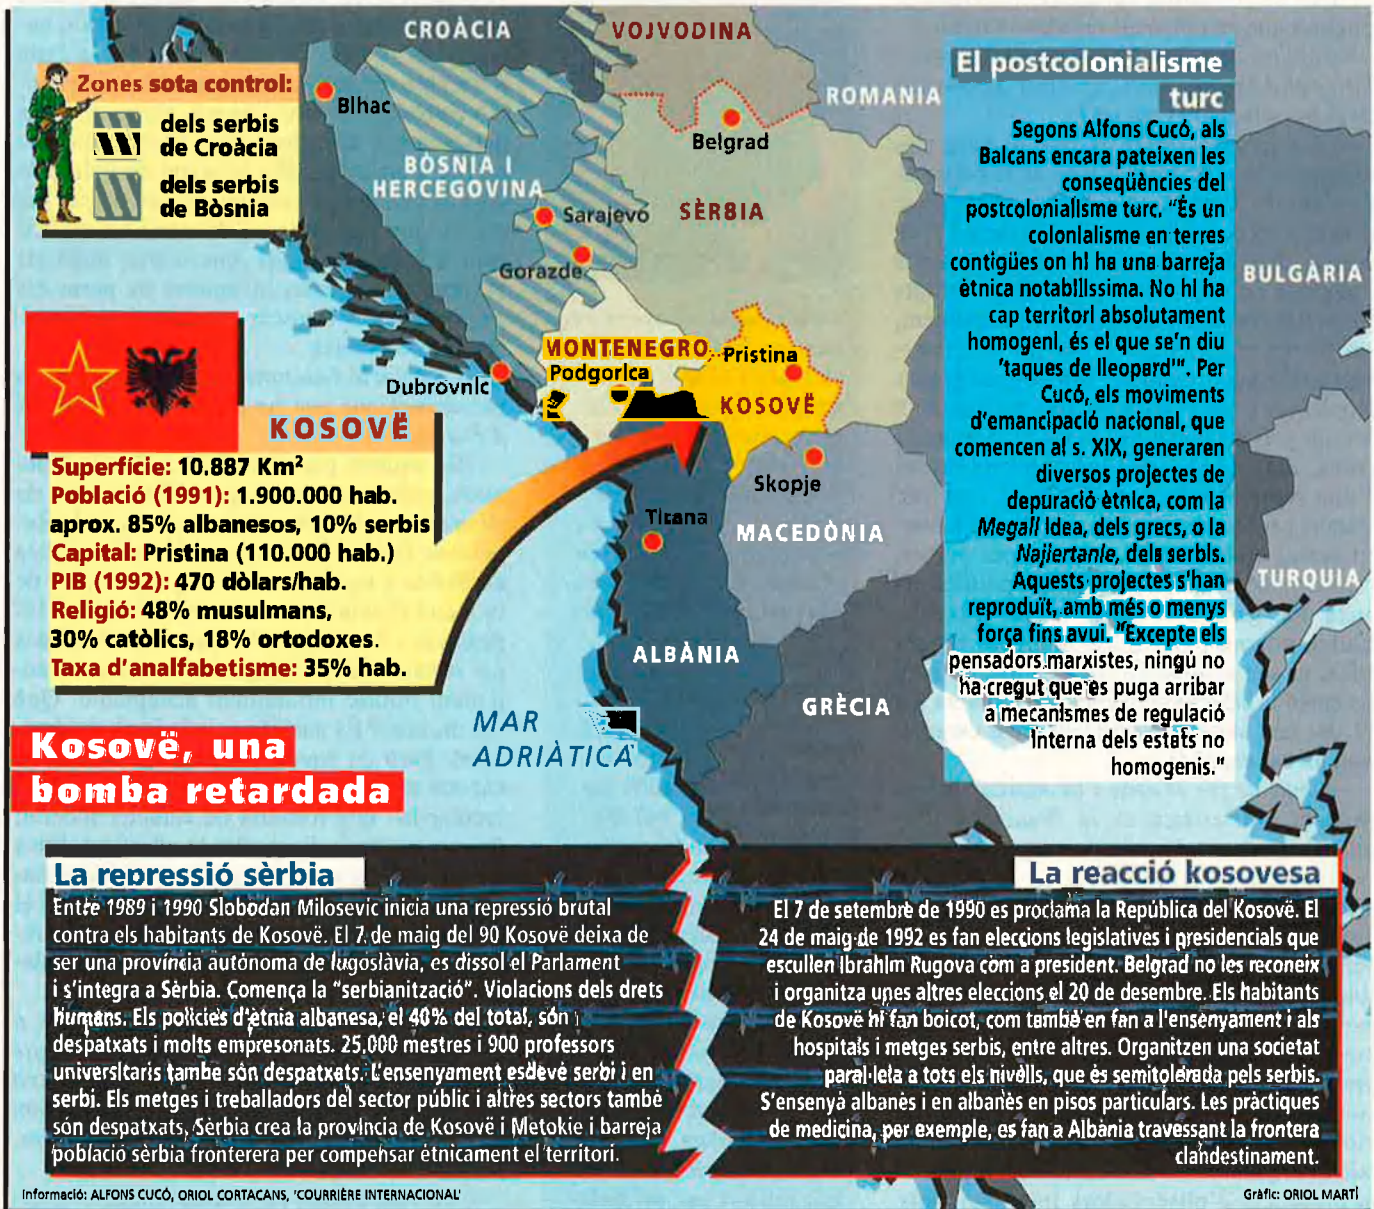 CROÀCIA
VOJVODINA
ROMANIA
Zones sota control:
dels serbis
de Croàcia
dels serbis
de Bòsnia
Bihac
BÒSNIA I
HERCEGOVINA
Belgrad
SÈRBIA
Sarajevo
Gorazde
BULGÀRIA
MONTENEGRO
Podgorica
Pristina
KOSOVË
Dubrovnic
Skopje
Tirana
MACEDÒNIA
TURQUIA
ALBÀNIA
GRÈCIA
MAR
ADRIÀTICA
KOSOVË
Superfície: 10.887 Km²
Població (1991): 1.900.000 hab.
aprox. 85% albanesos, 10% serbis
Capital: Pristina (110.000 hab.)
PIB (1992): 470 dòlars/hab.
Religió: 48% musulmans,
30% catòlics, 18% ortodoxes.
Taxa d'analfabetisme: 35% hab.
Kosovë, una
bomba retardada
El postcolonialisme
turc
Segons Alfons Cucó, als
Balcans encara pateixen les
conseqüències del
postcolonialisme turc. "És un
colonialisme en terres
contigües on hi ha una barreja
ètnica notabilíssima. No hi ha
cap territori absolutament
homogeni, és el que se'n diu
'taques de lleopard'". Per
Cucó, els moviments
d'emancipació nacional, que
comencen al s. XIX, generaren
diversos projectes de
depuració ètnica, com la
Megali Idea, dels grecs, o la
Najiertanie, dels serbis.
Aquests projectes s'han
reproduït, amb més o menys
força fins avui. "Excepte els
pensadors marxistes, ningú no
ha cregut que es puga arribar
a mecanismes de regulació
interna dels estats no
homogenis."
La repressió sèrbia
Entre 1989 i 1990 Slobodan Milosevic inicia una repressió brutal
contra els habitants de Kosovë. El 7 de maig del 90 Kosovë deixa de
ser una província autònoma de Iugoslàvia, es dissol el Parlament
i s'integra a Sèrbia. Comença la "serbianització". Violacions dels drets
humans. Els policies d'ètnia albanesa, el 40% del total, són
despatxats i molts empresonats. 25.000 mestres i 900 professors
universitaris també són despatxats. L'ensenyament esdevé serbi i en
serbi. Els metges i treballadors del sector públic i altres sectors també
són despatxats, Sèrbia crea la província de Kosovë i Metokie i barreja
població sèrbia fronterera per compensar ètnicament el territori.
La reacció kosovesa
El 7 de setembre de 1990 es proclama la República del Kosovë. El
24 de maig de 1992 es fan eleccions legislatives i presidencials que
escullen Ibrahim Rugova com a president. Belgrad no les reconeix
i organitza unes altres eleccions el 20 de desembre. Els habitants
de Kosovë hi fan boicot, com també en fan a l'ensenyament i als
hospitals i metges serbis, entre altres. Organitzen una societat
paral·lela a tots els nivells, que és semitolerada pels serbis.
S'ensenya albanès i en albanès en pisos particulars. Les pràctiques
de medicina, per exemple, es fan a Albània travessant la frontera
clandestinament.
Informació: ALFONS CUCÓ, ORIOL CORTACANS, 'COURRIÈRE INTERNACIONAL'
Gràfic: ORIOL MARTÍ